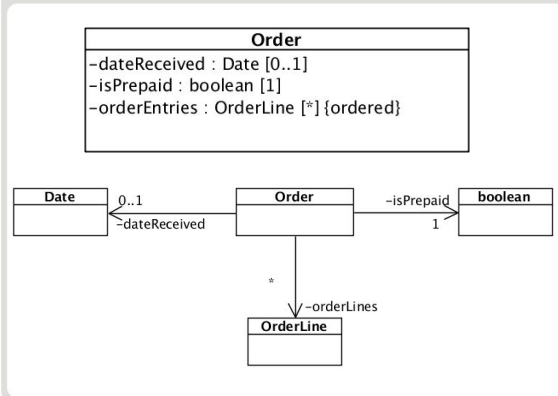 Order
-dateReceived : Date [0..1]
-isPrepaid : boolean [1]
-orderEntries : OrderLine [*] {ordered}
Date
0..1
-dateReceived
Order
-isPrepaid
1
boolean
*
-orderLines
OrderLine